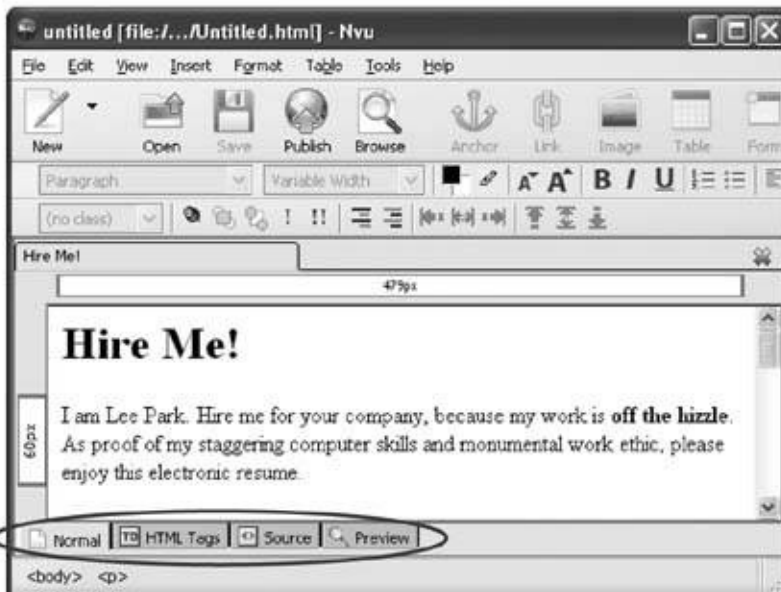 untitled [file:/.../Untitled.html] - Nvu
File Edit View Insert Format Table Tools Help
New Open Save Publish Browse Anchor Link Image Table Form
Paragraph Variable Width A A B I U
(no class) ! !!
Hire Me!
479px
Hire Me!
I am Lee Park. Hire me for your company, because my work is off the hizzle.
As proof of my staggering computer skills and monumental work ethic, please
enjoy this electronic resume.
60px
Normal TD HTML Tags Source Preview
<body> <p>